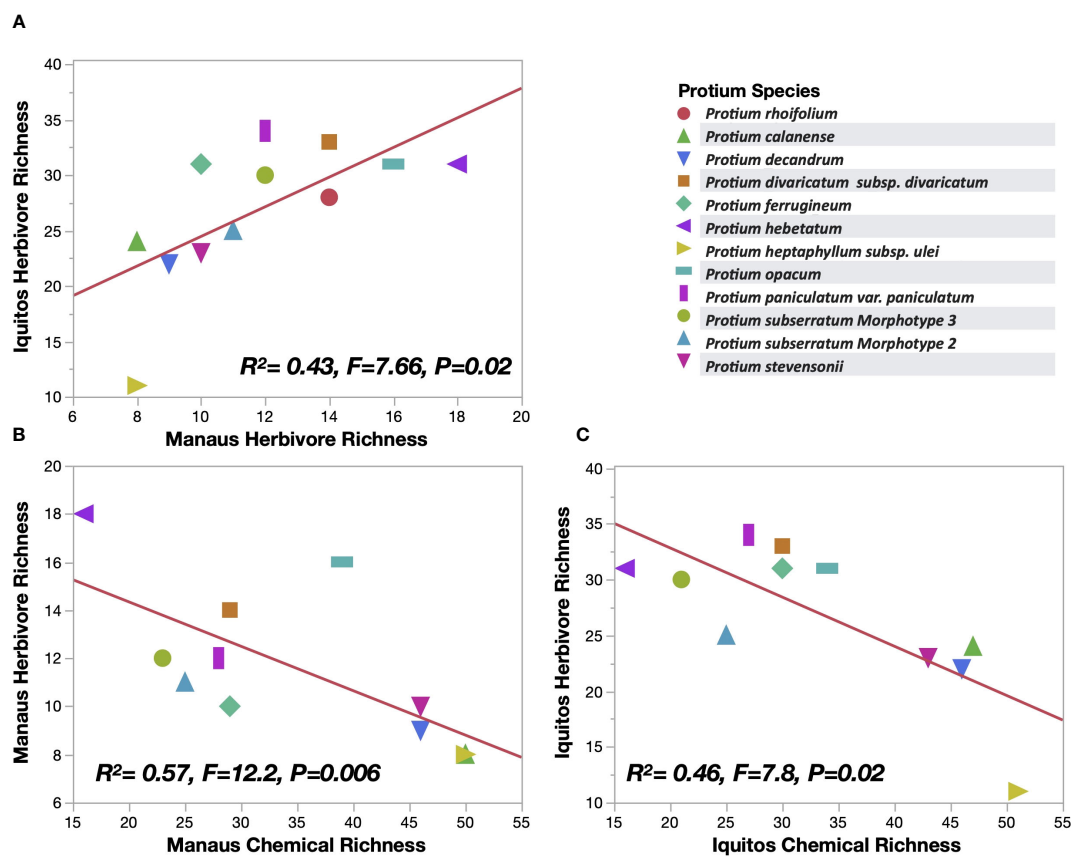 A
40
35
30
25
20
15
10
Iquitos Herbivore Richness
R²= 0.43, F=7.66, P=0.02
6 8 10 12 14 16 18 20
Manaus Herbivore Richness
Protium Species
Protium rhoifolium
Protium calanense
Protium decandrum
Protium divaricatum subsp. divaricatum
Protium ferrugineum
Protium hebetatum
Protium heptaphyllum subsp. ulei
Protium opacum
Protium paniculatum var. paniculatum
Protium subserratum Morphotype 3
Protium subserratum Morphotype 2
Protium stevensonii
B
20
18
16
14
12
10
8
6
Manaus Herbivore Richness
R²= 0.57, F=12.2, P=0.006
15 20 25 30 35 40 45 50 55
Manaus Chemical Richness
C
40
35
30
25
20
15
10
Iquitos Herbivore Richness
R²= 0.46, F=7.8, P=0.02
15 20 25 30 35 40 45 50 55
Iquitos Chemical Richness